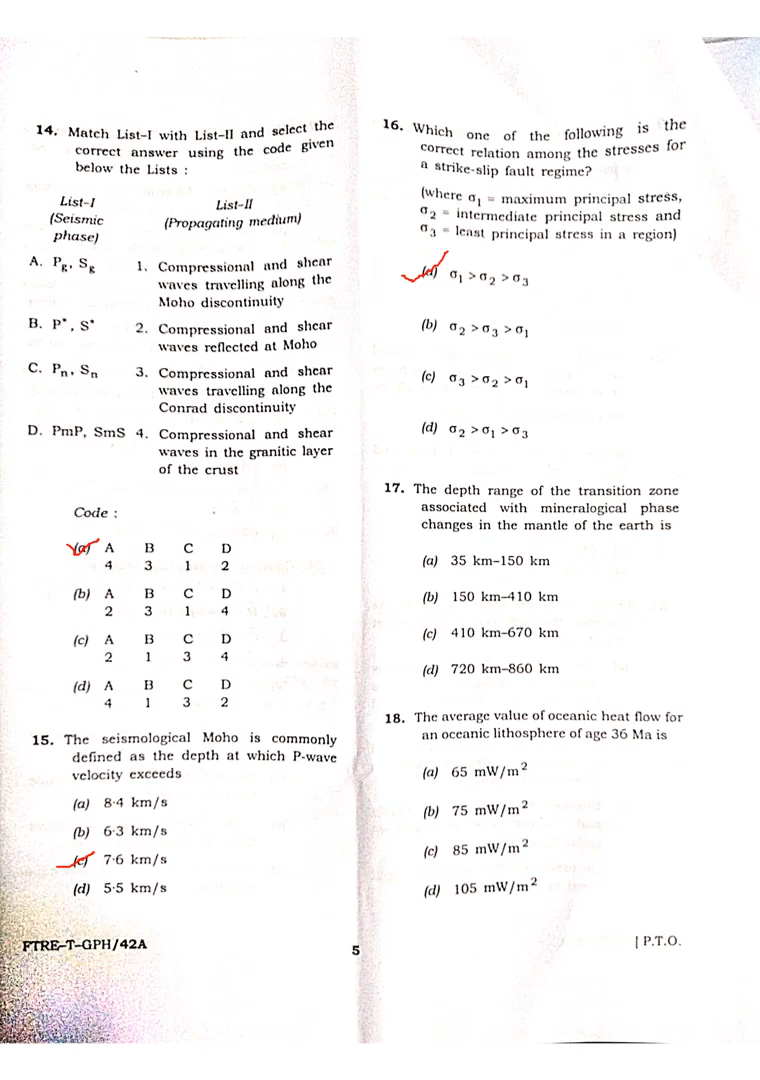 14. Match List-I with List-II and select the
correct answer using the code given
below the Lists :
List-I
(Seismic
phase)
List-II
(Propagating medium)
A. Pg, Sg
1. Compressional and shear
waves travelling along the
Moho discontinuity
B. P*, S*
2. Compressional and shear
waves reflected at Moho
C. Pn, Sn
3. Compressional and shear
waves travelling along the
Conrad discontinuity
D. PmP, SmS
4. Compressional and shear
waves in the granitic layer
of the crust
Code :
(a) A B C D
4 3 1 2
(b) A B C D
2 3 1 4
(c) A B C D
2 1 3 4
(d) A B C D
4 1 3 2
15. The seismological Moho is commonly
defined as the depth at which P-wave
velocity exceeds
(a) 8·4 km/s
(b) 6·3 km/s
(c) 7·6 km/s
(d) 5·5 km/s
16. Which one of the following is the
correct relation among the stresses for
a strike-slip fault regime?
(where σ1 = maximum principal stress,
σ2 = intermediate principal stress and
σ3 = least principal stress in a region)
(a) σ1 > σ2 > σ3
(b) σ2 > σ3 > σ1
(c) σ3 > σ2 > σ1
(d) σ2 > σ1 > σ3
17. The depth range of the transition zone
associated with mineralogical phase
changes in the mantle of the earth is
(a) 35 km–150 km
(b) 150 km–410 km
(c) 410 km–670 km
(d) 720 km–860 km
18. The average value of oceanic heat flow for
an oceanic lithosphere of age 36 Ma is
(a) 65 mW/m²
(b) 75 mW/m²
(c) 85 mW/m²
(d) 105 mW/m²
FTRE-T-GPH/42A
5
[ P.T.O.